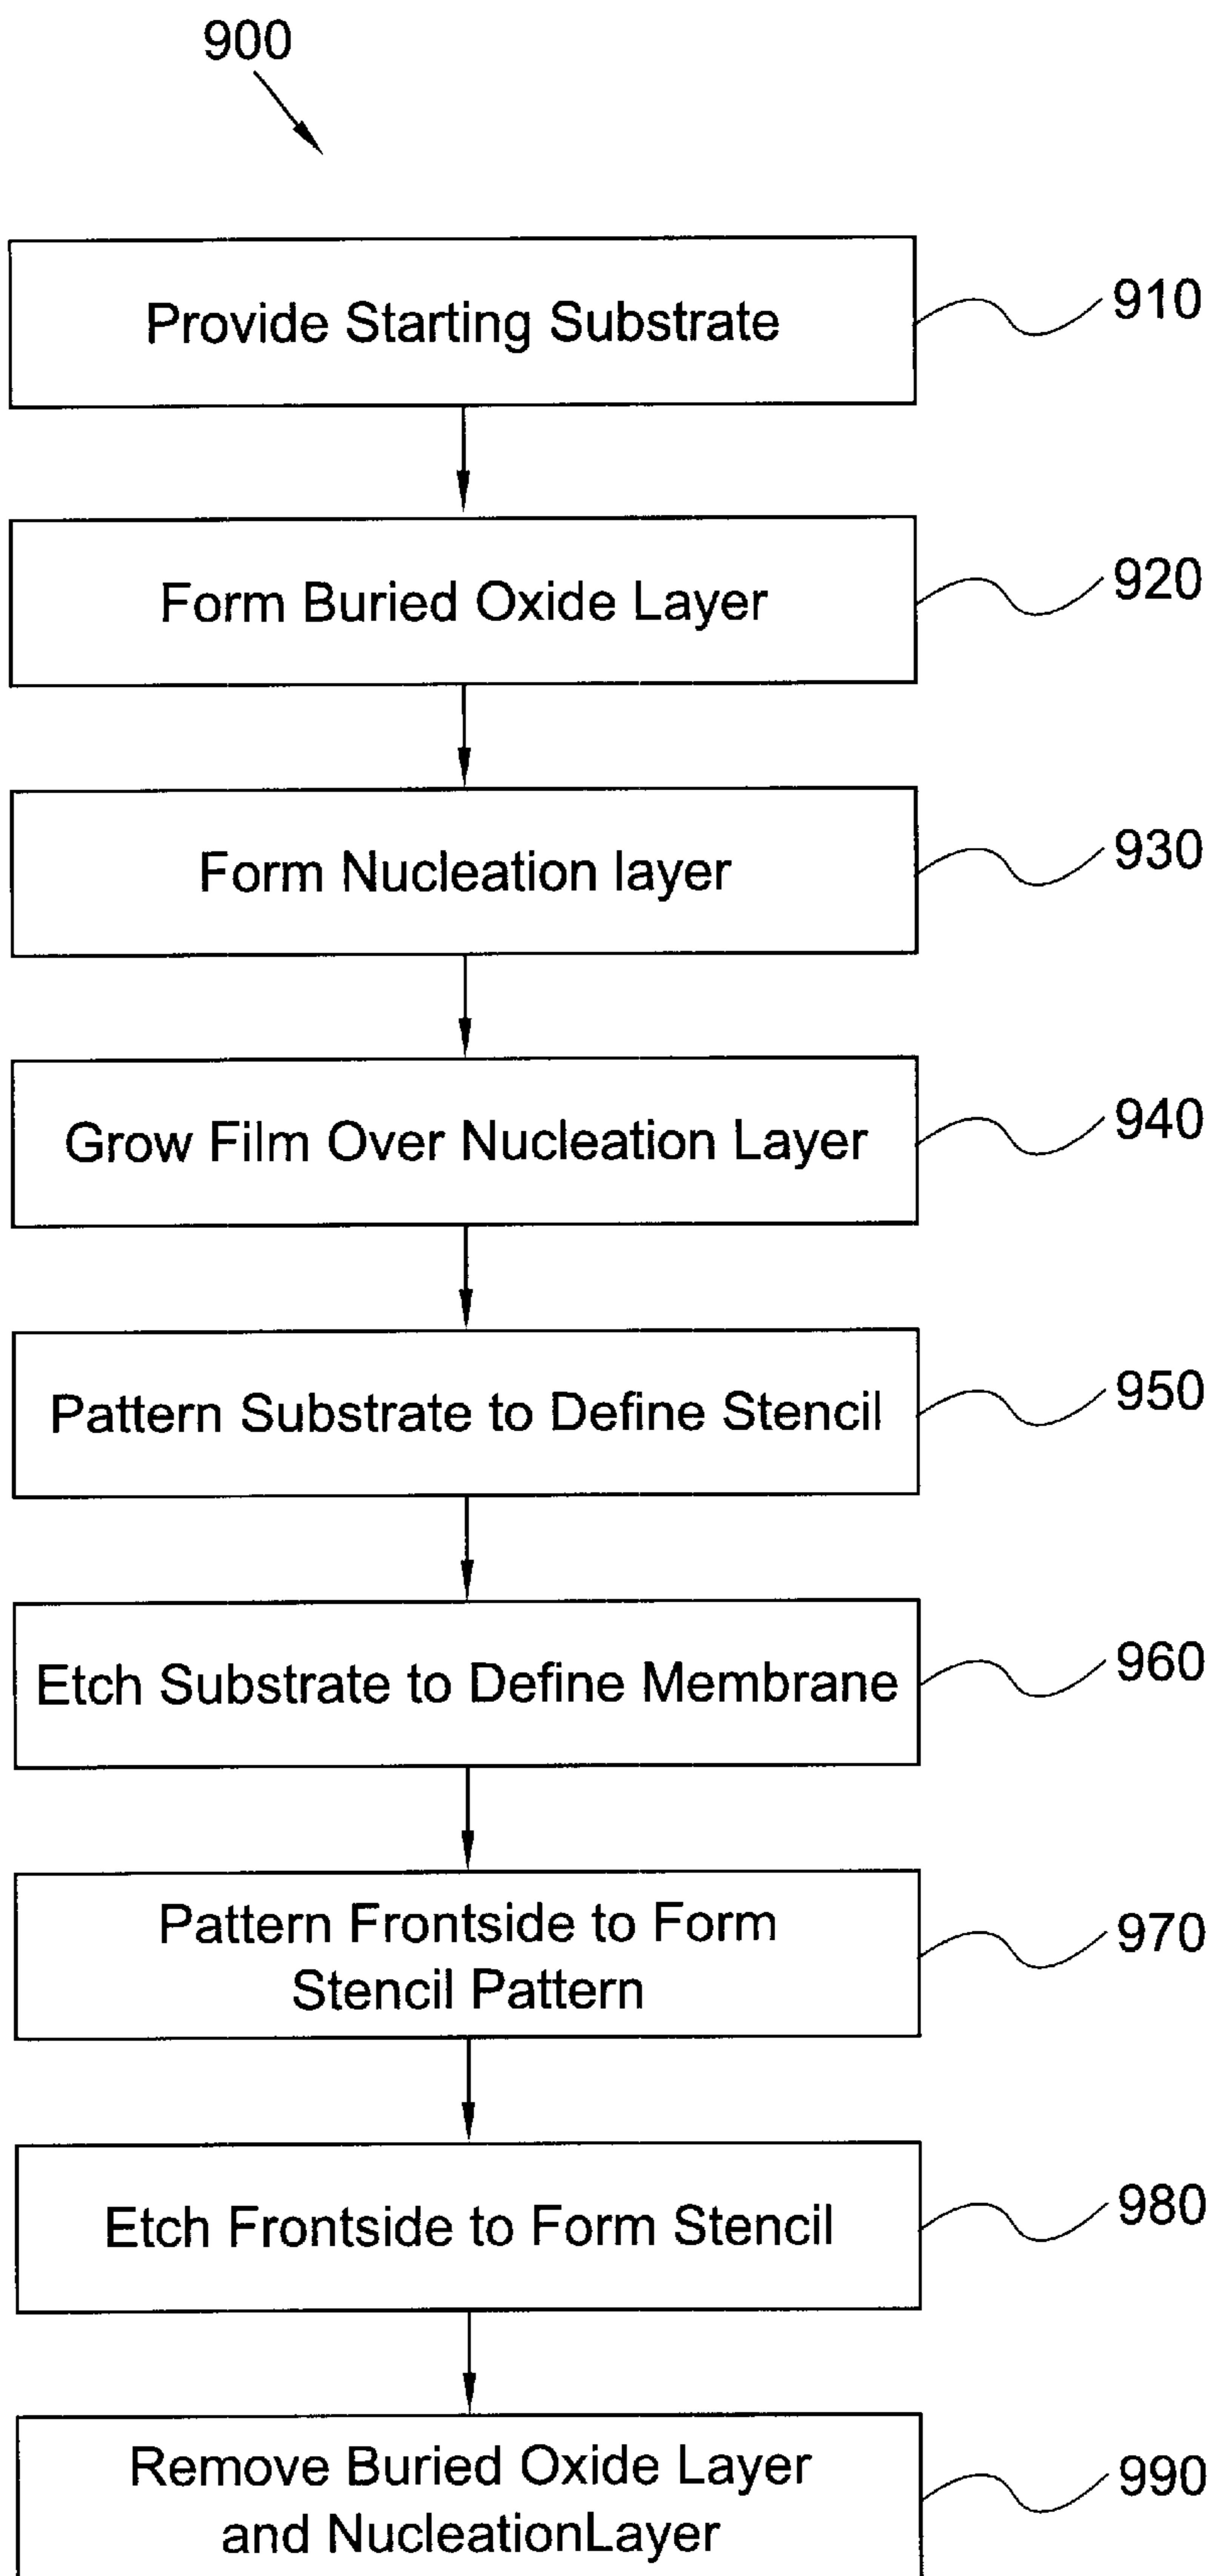 900
Provide Starting Substrate
910
Form Buried Oxide Layer
920
Form Nucleation layer
930
Grow Film Over Nucleation Layer
940
Pattern Substrate to Define Stencil
950
Etch Substrate to Define Membrane
960
Pattern Frontside to Form
Stencil Pattern
970
Etch Frontside to Form Stencil
980
Remove Buried Oxide Layer
and NucleationLayer
990